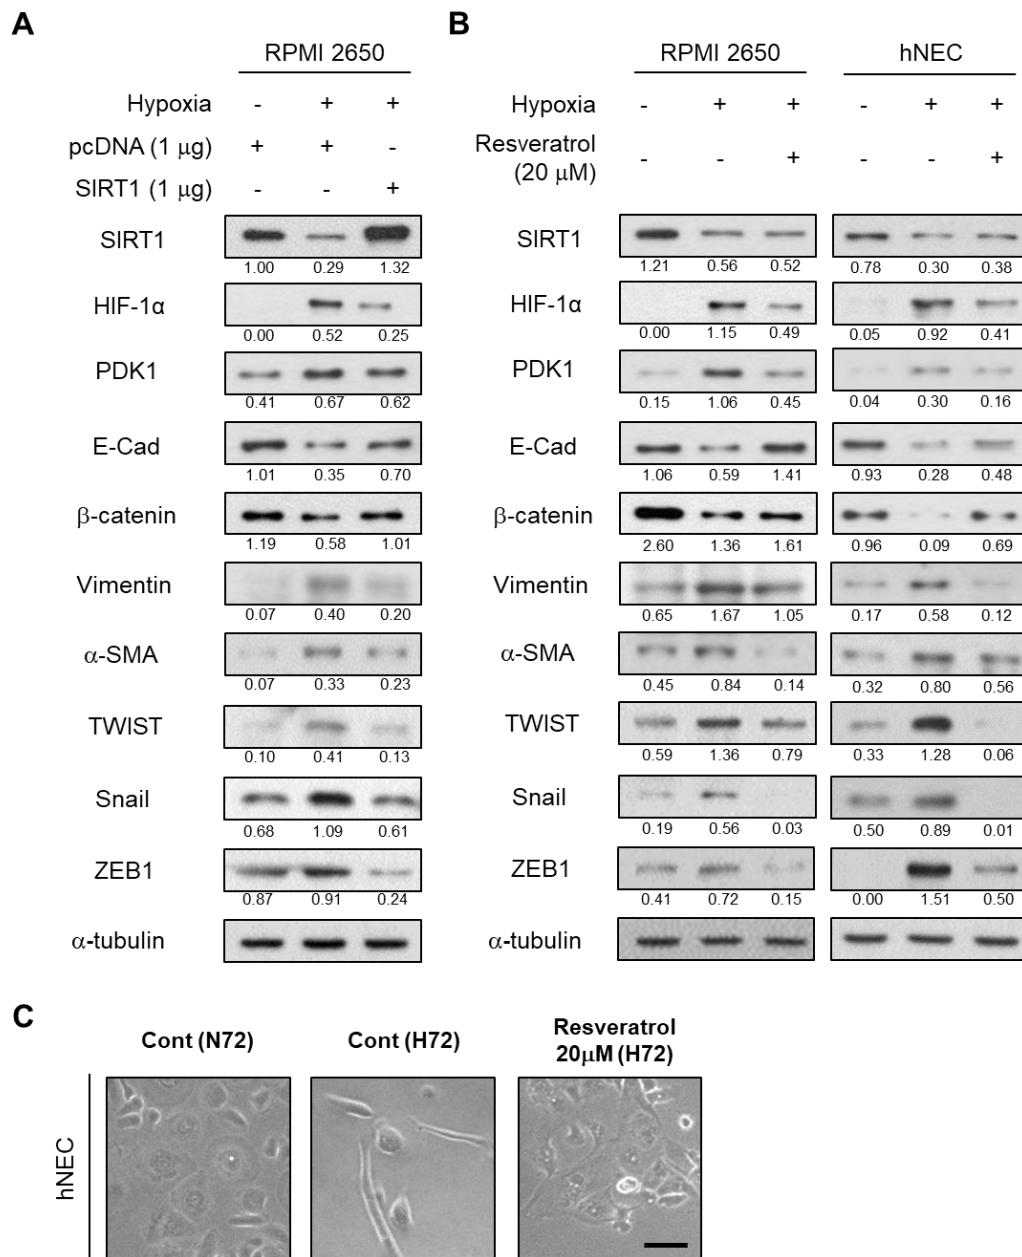 A
RPMI 2650
Hypoxia - + +
pcDNA (1 μg) + + -
SIRT1 (1 μg) - - +
SIRT1
1.00 0.29 1.32
HIF-1α
0.00 0.52 0.25
PDK1
0.41 0.67 0.62
E-Cad
1.01 0.35 0.70
β-catenin
1.19 0.58 1.01
Vimentin
0.07 0.40 0.20
α-SMA
0.07 0.33 0.23
TWIST
0.10 0.41 0.13
Snail
0.68 1.09 0.61
ZEB1
0.87 0.91 0.24
α-tubulin
B
RPMI 2650 hNEC
Hypoxia - + + - + +
Resveratrol
(20 μM) - - + - - +
SIRT1
1.21 0.56 0.52 0.78 0.30 0.38
HIF-1α
0.00 1.15 0.49 0.05 0.92 0.41
PDK1
0.15 1.06 0.45 0.04 0.30 0.16
E-Cad
1.06 0.59 1.41 0.93 0.28 0.48
β-catenin
2.60 1.36 1.61 0.96 0.09 0.69
Vimentin
0.65 1.67 1.05 0.17 0.58 0.12
α-SMA
0.45 0.84 0.14 0.32 0.80 0.56
TWIST
0.59 1.36 0.79 0.33 1.28 0.06
Snail
0.19 0.56 0.03 0.50 0.89 0.01
ZEB1
0.41 0.72 0.15 0.00 1.51 0.50
α-tubulin
C
Cont (N72)
Cont (H72)
Resveratrol
20μM (H72)
hNEC